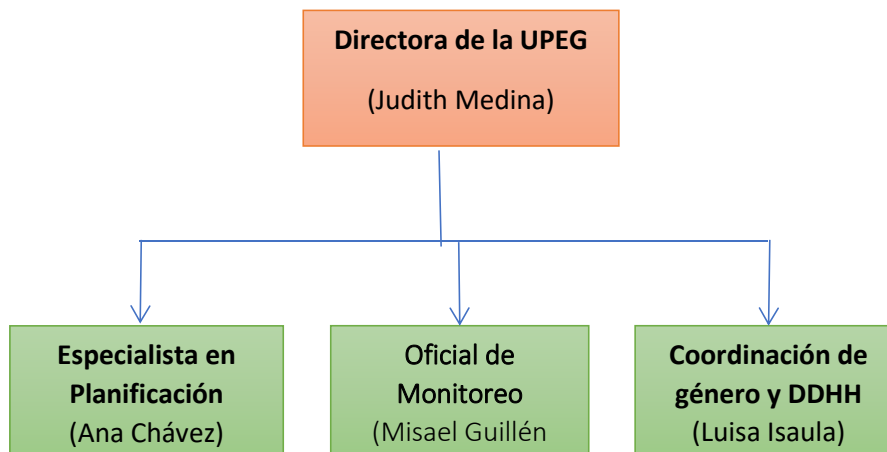 Directora de la UPEG
(Judith Medina)
Especialista en
Planificación
(Ana Chávez)
Oficial de
Monitoreo
(Misael Guillén
Coordinación de
género y DDHH
(Luisa Isaula)